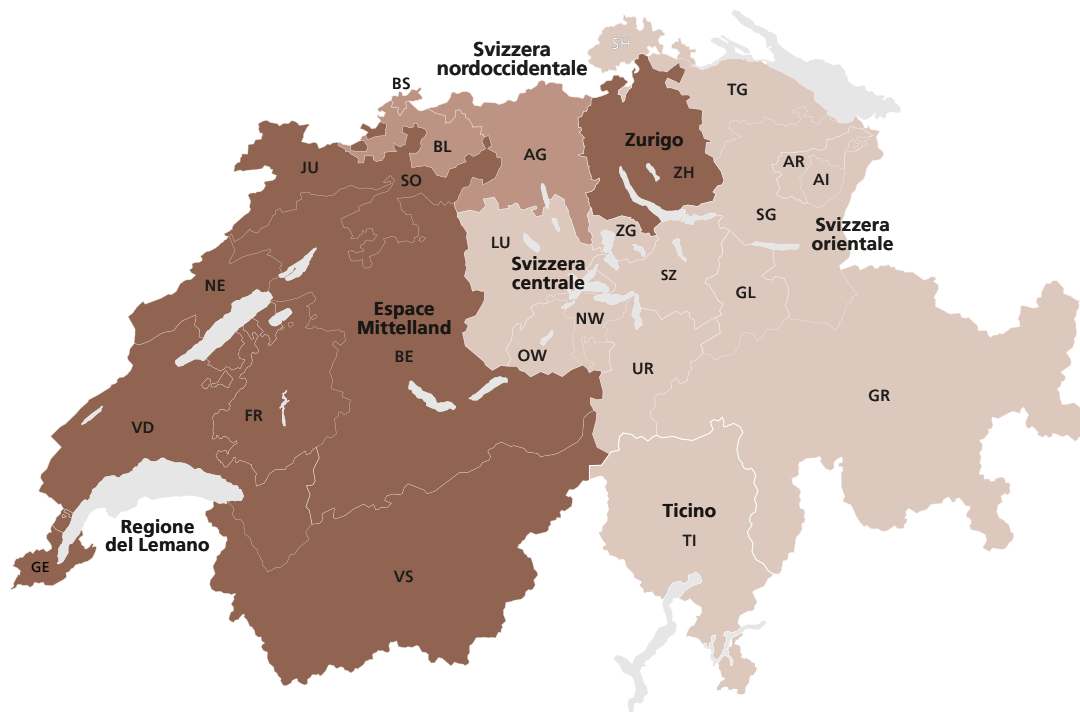 SH
Svizzera
nordoccidentale
BS
TG
BL
AG
Zurigo
ZH
JU
SO
AR
AI
SG
Svizzera
orientale
LU
ZG
Svizzera
centrale
SZ
GL
NE
Espace
Mittelland
BE
NW
OW
UR
GR
FR
VD
Ticino
TI
Regione
del Lemano
GE
VS